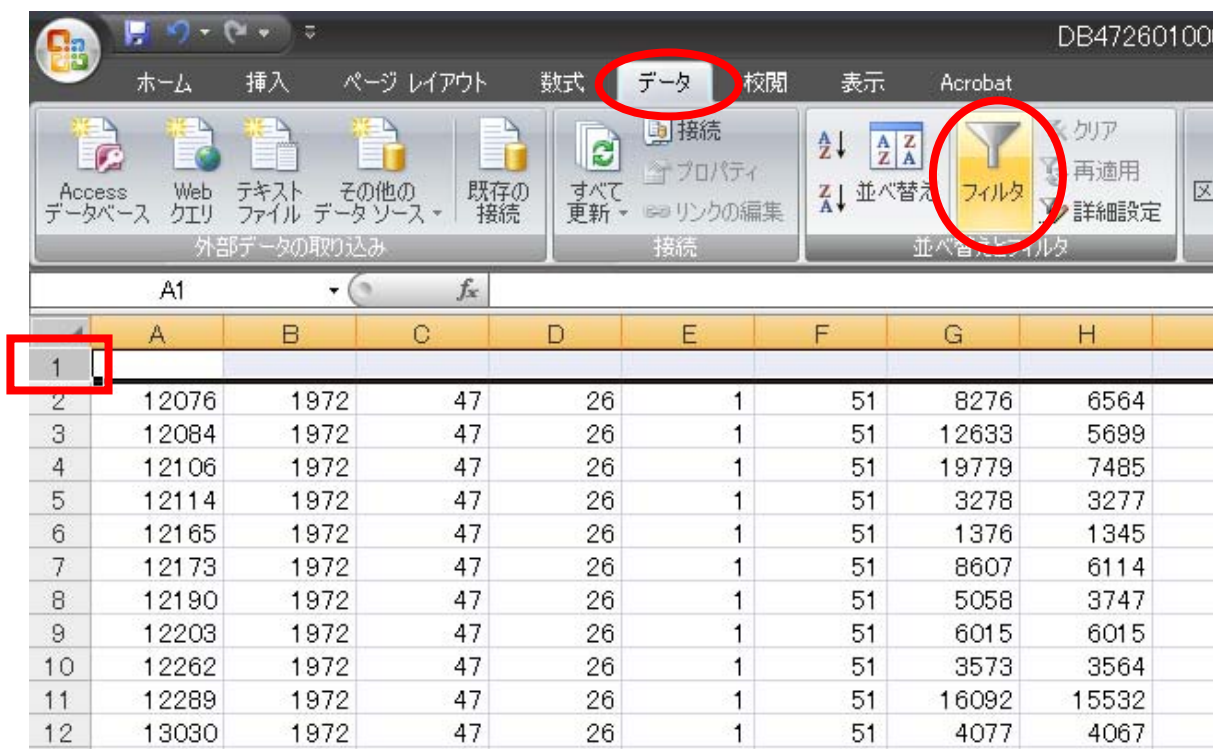 DB4726010
ホーム 挿入 ページ レイアウト 数式 データ 校閲 表示 Acrobat
Access データベース
Web クエリ
テキスト ファイル
その他の データ ソース
既存の 接続
外部データの取り込み
すべて 更新
接続
プロパティ
リンクの編集
接続
並べ替え
フィルタ
クリア
再適用
詳細設定
並べ替えとフィルタ
A1 fx
A B C D E F G H
1
2 12076 1972 47 26 1 51 8276 6564
3 12084 1972 47 26 1 51 12633 5699
4 12106 1972 47 26 1 51 19779 7485
5 12114 1972 47 26 1 51 3278 3277
6 12165 1972 47 26 1 51 1376 1345
7 12173 1972 47 26 1 51 8607 6114
8 12190 1972 47 26 1 51 5058 3747
9 12203 1972 47 26 1 51 6015 6015
10 12262 1972 47 26 1 51 3573 3564
11 12289 1972 47 26 1 51 16092 15532
12 13030 1972 47 26 1 51 4077 4067